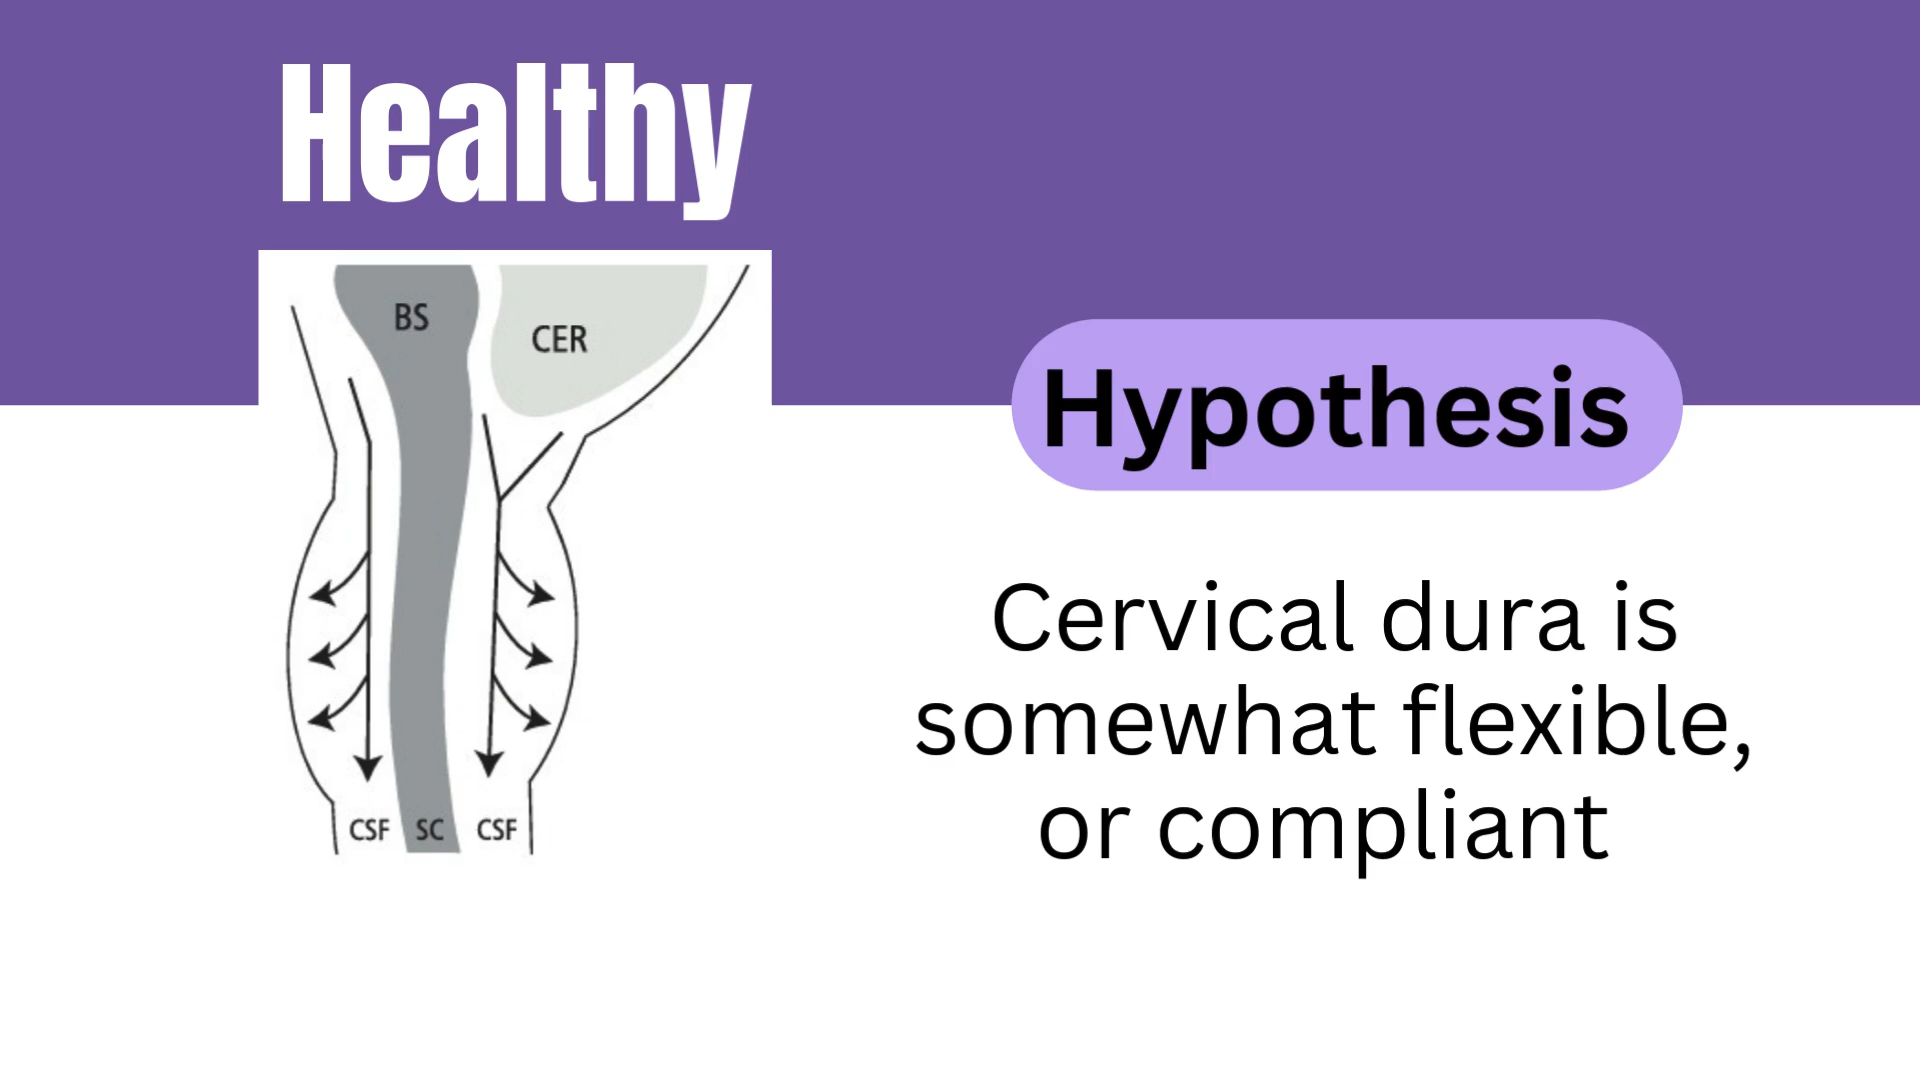 Healthy
BS
CER
CSF SC CSF
Hypothesis
Cervical dura is
somewhat flexible,
or compliant